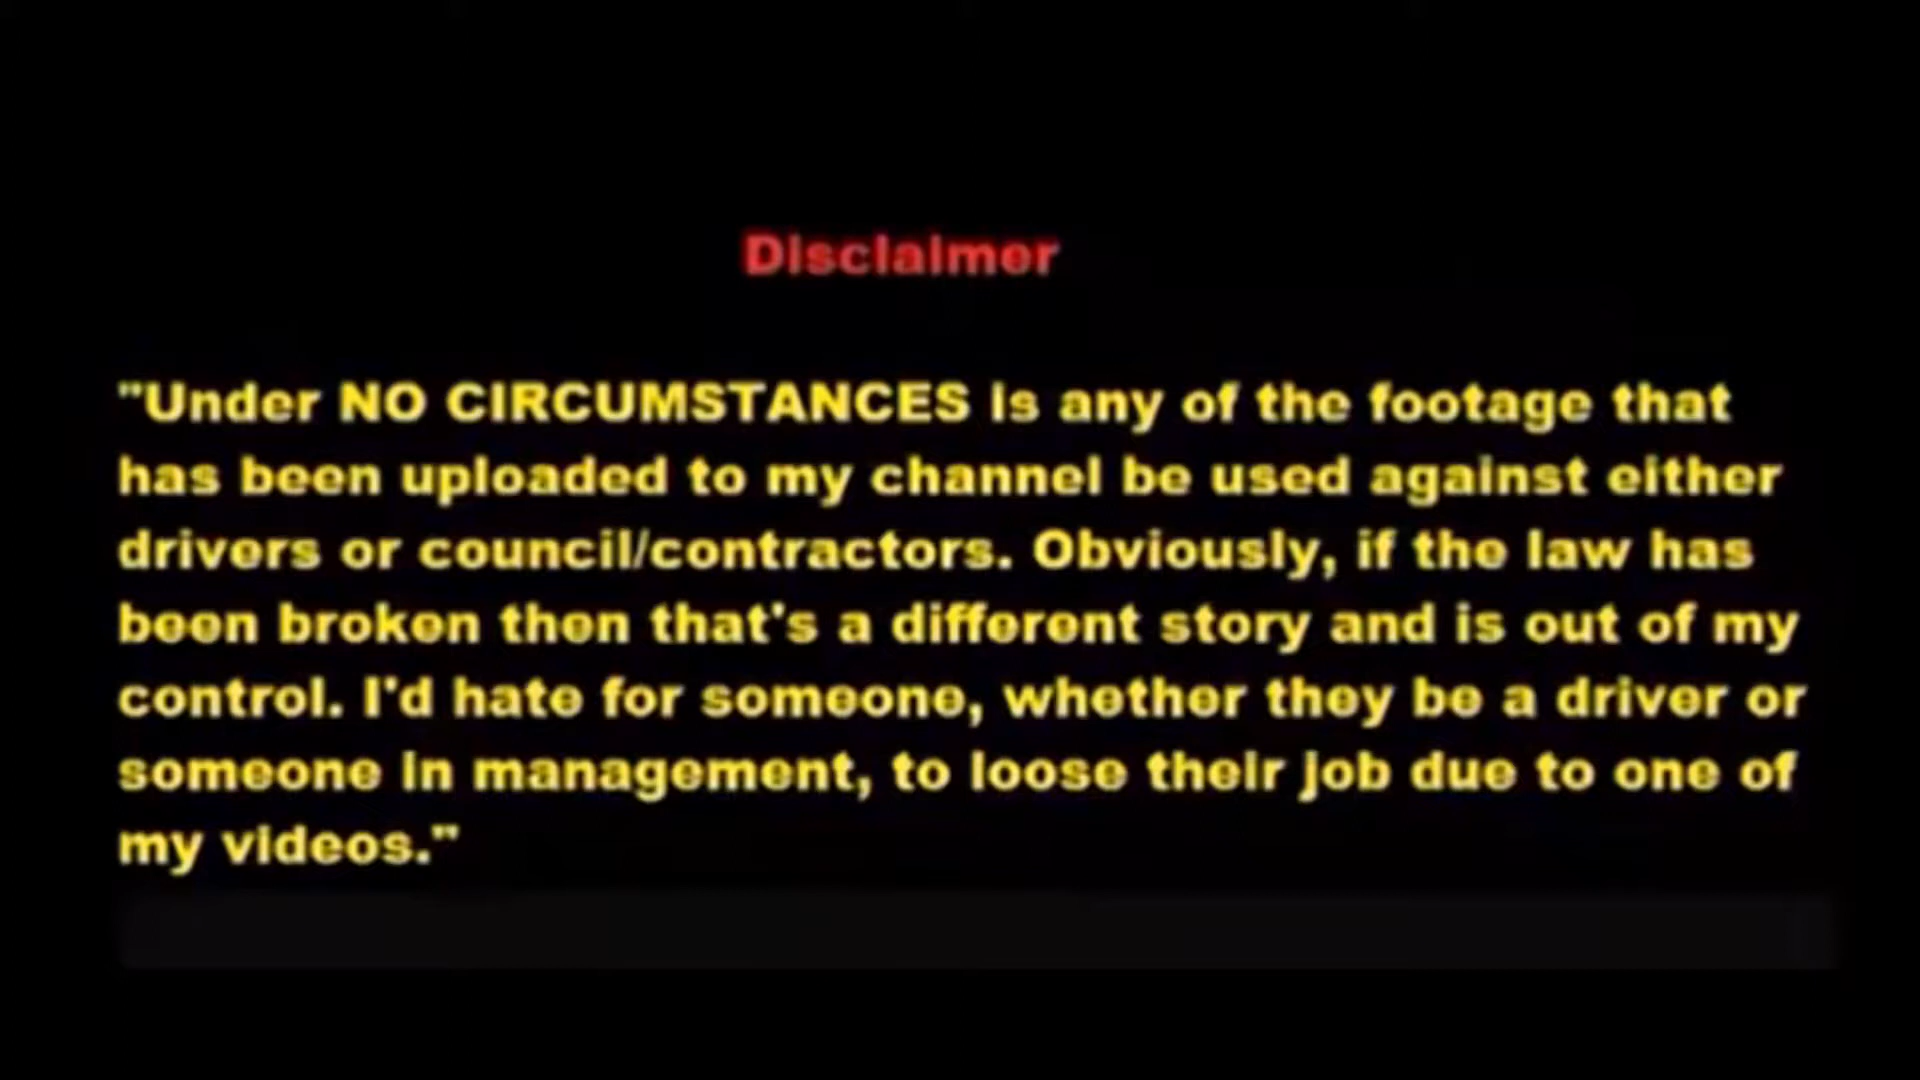 Disclaimer
"Under NO CIRCUMSTANCES is any of the footage that
has been uploaded to my channel be used against either
drivers or council/contractors. Obviously, if the law has
been broken then that's a different story and is out of my
control. I'd hate for someone, whether they be a driver or
someone in management, to loose their job due to one of
my videos."